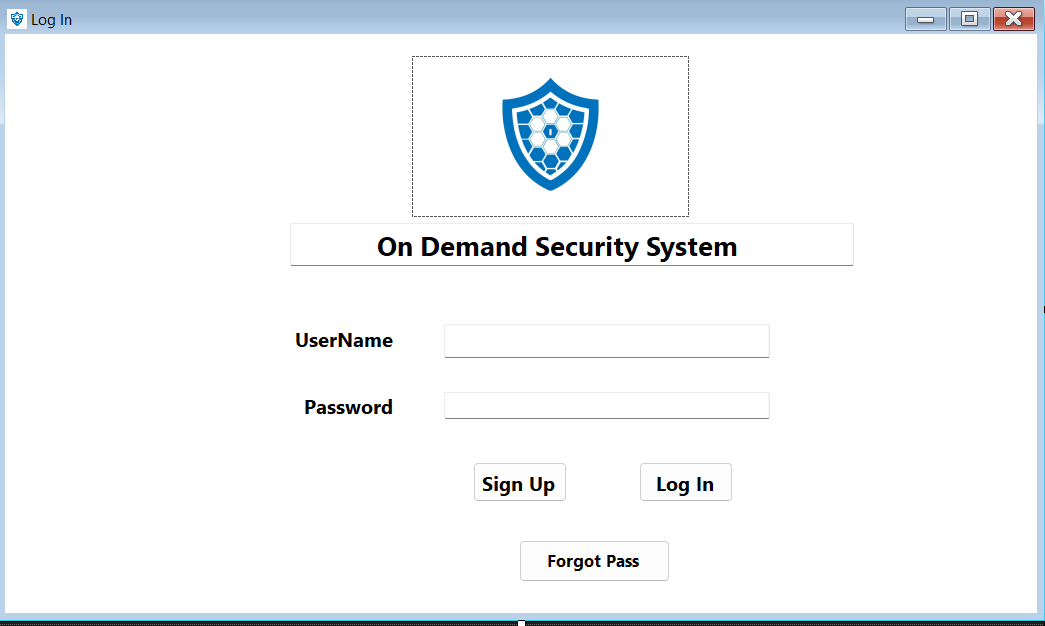 Log In
On Demand Security System
UserName
Password
Sign Up Log In
Forgot Pass